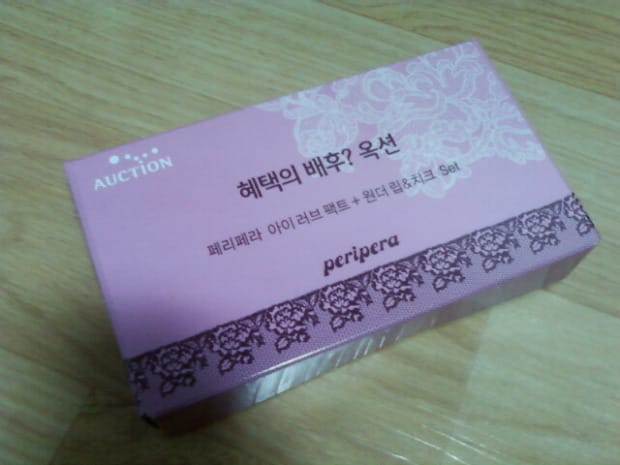 AUCTION
혜택의 배후? 옥션
페리페라 아이 러브 팩트 + 원더 립&치크 Set
peripera